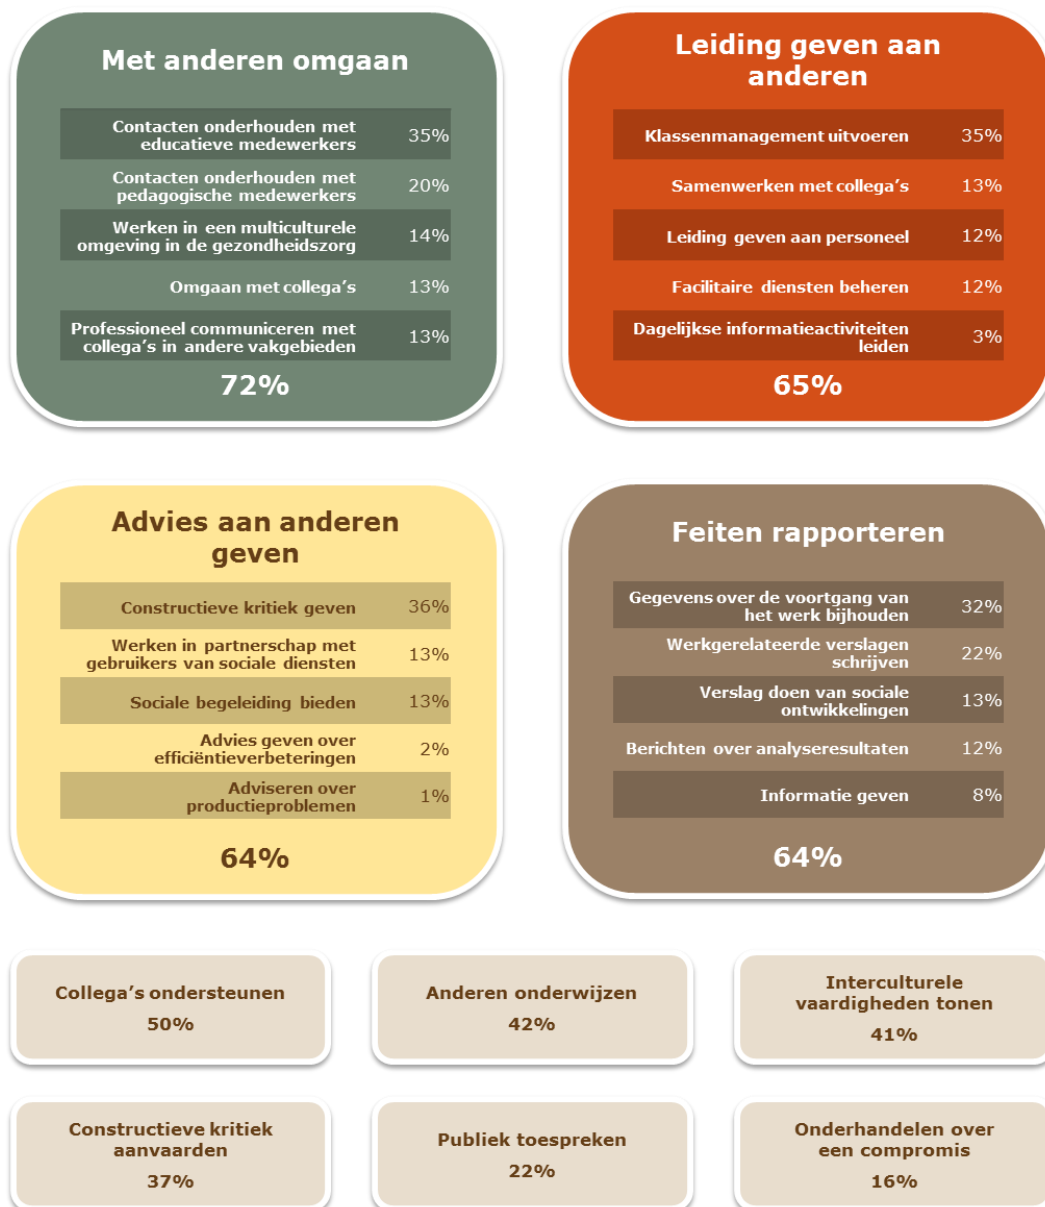 Met anderen omgaan
Contacten onderhouden met
educatieve medewerkers
35%
Contacten onderhouden met
pedagogische medewerkers
20%
Werken in een multiculturele
omgeving in de gezondheidszorg
14%
Omgaan met collega's
13%
Professioneel communiceren met
collega's in andere vakgebieden
13%
72%
Leiding geven aan
anderen
Klassenmanagement uitvoeren
35%
Samenwerken met collega's
13%
Leiding geven aan personeel
12%
Facilitaire diensten beheren
12%
Dagelijkse informatieactiviteiten
leiden
3%
65%
Advies aan anderen
geven
Constructieve kritiek geven
36%
Werken in partnerschap met
gebruikers van sociale diensten
13%
Sociale begeleiding bieden
13%
Advies geven over
efficiëntieverbeteringen
2%
Adviseren over
productieproblemen
1%
64%
Feiten rapporteren
Gegevens over de voortgang van
het werk bijhouden
32%
Werkgerelateerde verslagen
schrijven
22%
Verslag doen van sociale
ontwikkelingen
13%
Berichten over analyseresultaten
12%
Informatie geven
8%
64%
Collega's ondersteunen
50%
Anderen onderwijzen
42%
Interculturele
vaardigheden tonen
41%
Constructieve kritiek
aanvaarden
37%
Publiek toespreken
22%
Onderhandelen over
een compromis
16%